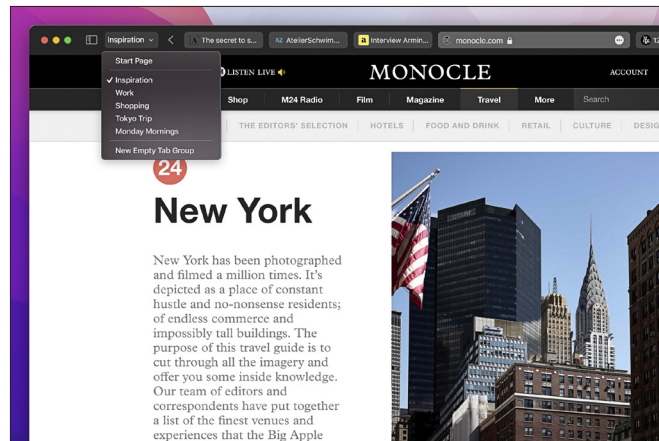 Inspiration
The secret to s...
AZ AtelierSchwim...
a Interview Armin...
monocle.com
Start Page
✓ Inspiration
Work
Shopping
Tokyo Trip
Monday Mornings
New Empty Tab Group
LISTEN LIVE
MONOCLE
ACCOUNT
Shop M24 Radio Film Magazine Travel More Search
THE EDITORS' SELECTION HOTELS FOOD AND DRINK RETAIL CULTURE DESIG
24
New York
New York has been photographed
and filmed a million times. It's
depicted as a place of constant
hustle and no-nonsense residents;
of endless commerce and
impossibly tall buildings. The
purpose of this travel guide is to
cut through all the imagery and
offer you some inside knowledge.
Our team of editors and
correspondents have put together
a list of the finest venues and
experiences that the Big Apple